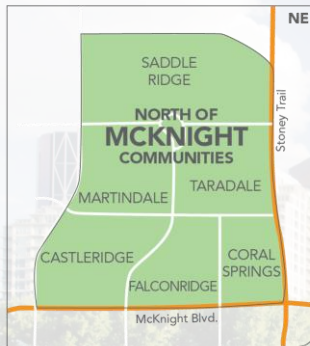 NE
SADDLE
RIDGE
Stoney Trail
NORTH OF
MCKNIGHT
COMMUNITIES
TARADALE
MARTINDALE
CASTLERIDGE
CORAL
SPRINGS
FALCONRIDGE
McKnight Blvd.